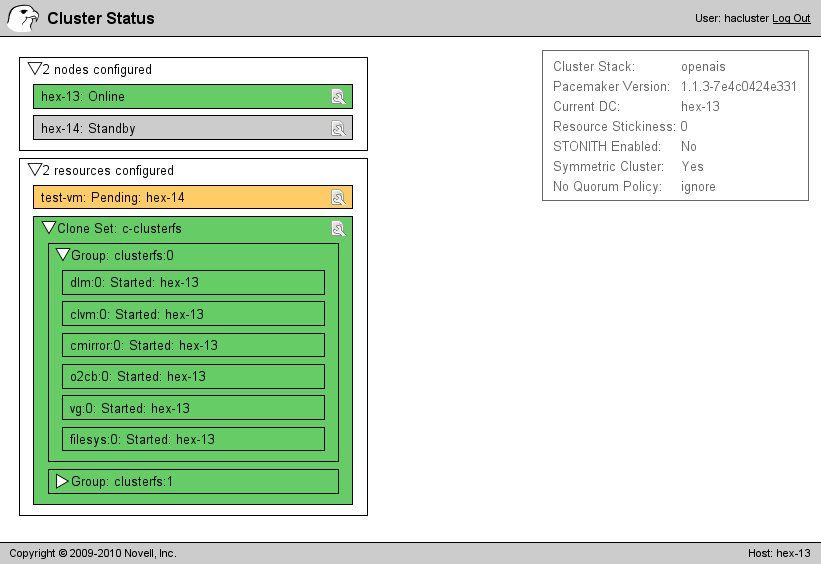 Cluster Status
User: hacluster Log Out
2 nodes configured
hex-13: Online
hex-14: Standby
2 resources configured
test-vm: Pending: hex-14
Clone Set: c-clusterfs
Group: clusterfs:0
dlm:0: Started: hex-13
clvm:0: Started: hex-13
cmirror:0: Started: hex-13
o2cb:0: Started: hex-13
vg:0: Started: hex-13
filesys:0: Started: hex-13
Group: clusterfs:1
Cluster Stack: openais
Pacemaker Version: 1.1.3-7e4c0424e331
Current DC: hex-13
Resource Stickiness: 0
STONITH Enabled: No
Symmetric Cluster: Yes
No Quorum Policy: ignore
Copyright © 2009-2010 Novell, Inc.
Host: hex-13